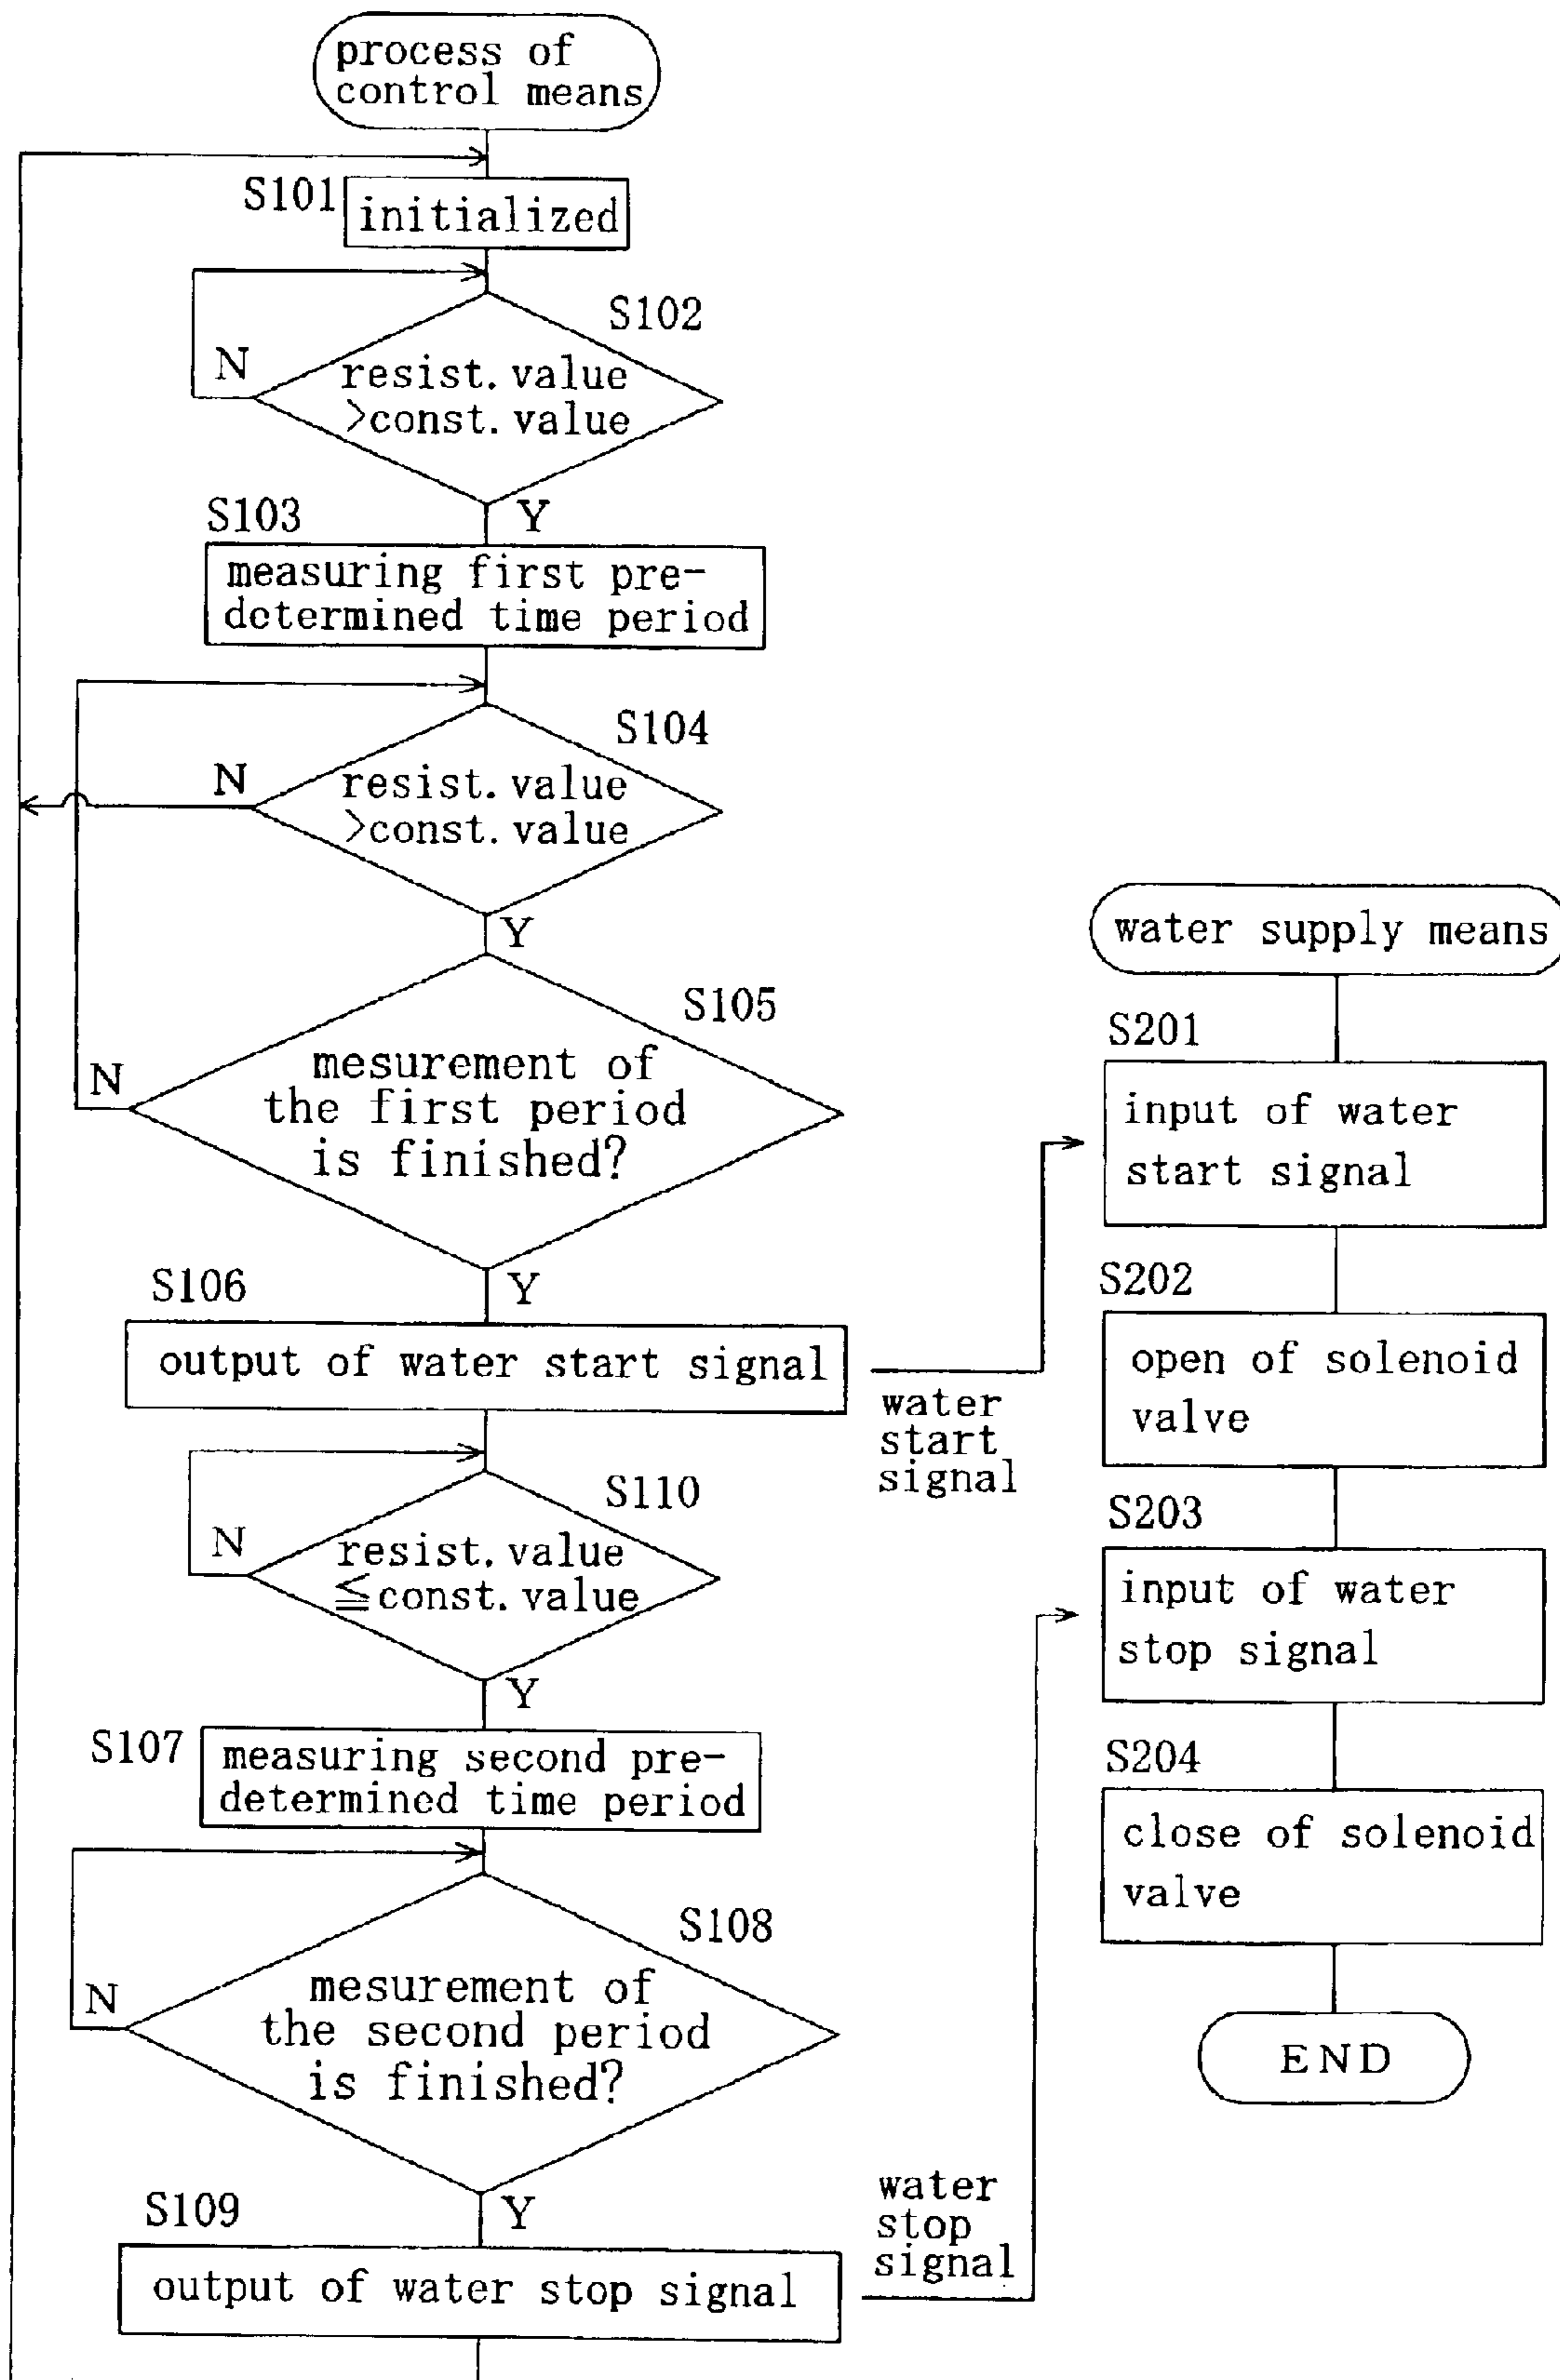 process of
control means
S101
initialized
S102
N
resist. value
>const. value
Y
S103
measuring first pre-
determined time period
S104
N
resist. value
>const. value
Y
S105
N
mesurement of
the first period
is finished?
Y
S106
output of water start signal
water
start
signal
S110
N
resist. value
≦const. value
Y
S107
measuring second pre-
determined time period
S108
N
mesurement of
the second period
is finished?
Y
S109
output of water stop signal
water
stop
signal
water supply means
S201
input of water
start signal
S202
open of solenoid
valve
S203
input of water
stop signal
S204
close of solenoid
valve
END